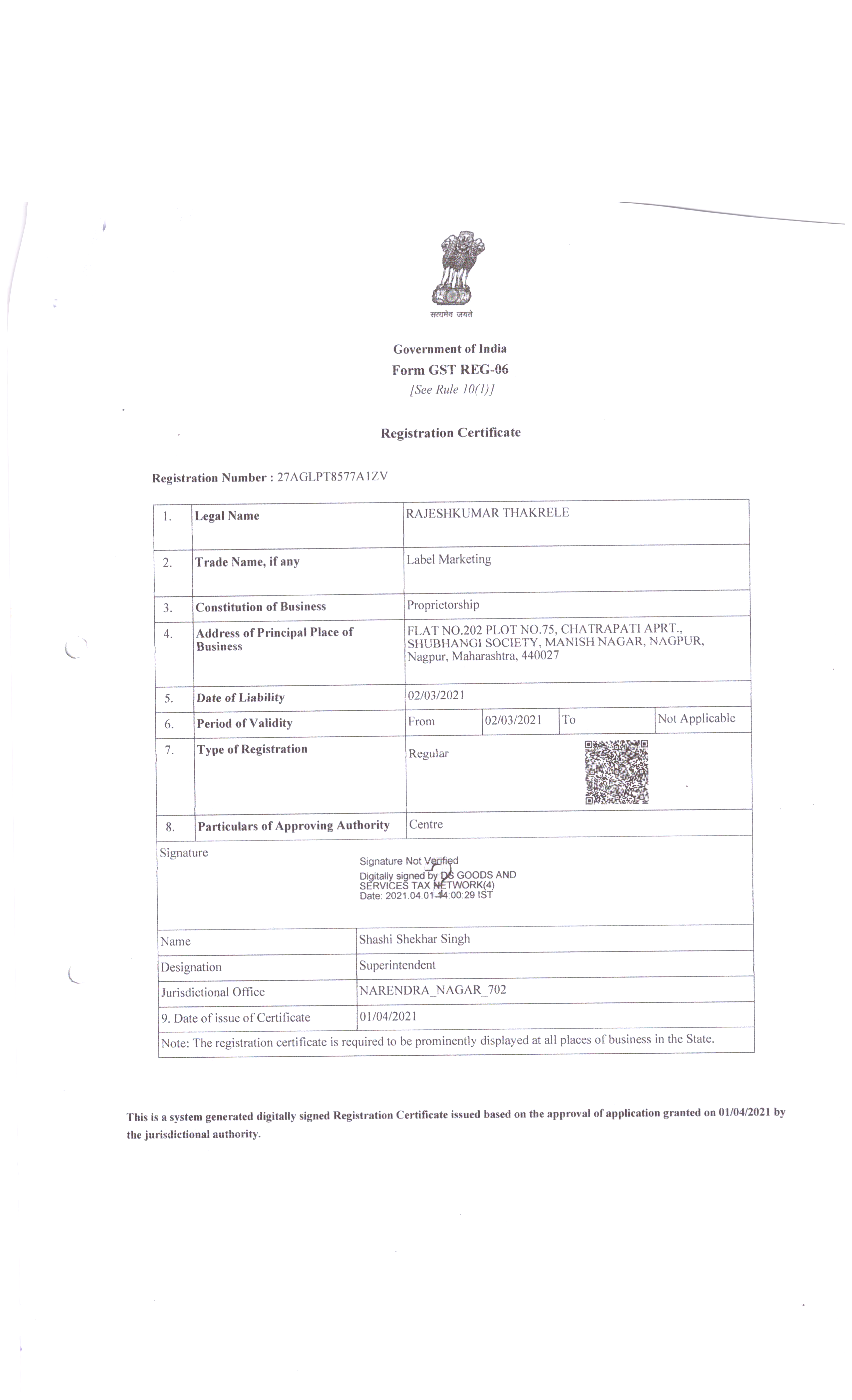 सत्यमेव जयते
Government of India
Form GST REG-06
[See Rule 10(1)]
Registration Certificate
Registration Number : 27AGLPT8577A1ZV
1. Legal Name RAJESHKUMAR THAKRELE
2. Trade Name, if any Label Marketing
3. Constitution of Business Proprietorship
4. Address of Principal Place of Business FLAT NO.202 PLOT NO.75, CHATRAPATI APRT.,
SHUBHANGI SOCIETY, MANISH NAGAR, NAGPUR,
Nagpur, Maharashtra, 440027
5. Date of Liability 02/03/2021
6. Period of Validity From 02/03/2021 To Not Applicable
7. Type of Registration Regular
8. Particulars of Approving Authority Centre
Signature
Signature Not Verified
Digitally signed by DS GOODS AND
SERVICES TAX NETWORK(4)
Date: 2021.04.01 14:00:29 IST
Name Shashi Shekhar Singh
Designation Superintendent
Jurisdictional Office NARENDRA_NAGAR_702
9. Date of issue of Certificate 01/04/2021
Note: The registration certificate is required to be prominently displayed at all places of business in the State.
This is a system generated digitally signed Registration Certificate issued based on the approval of application granted on 01/04/2021 by
the jurisdictional authority.